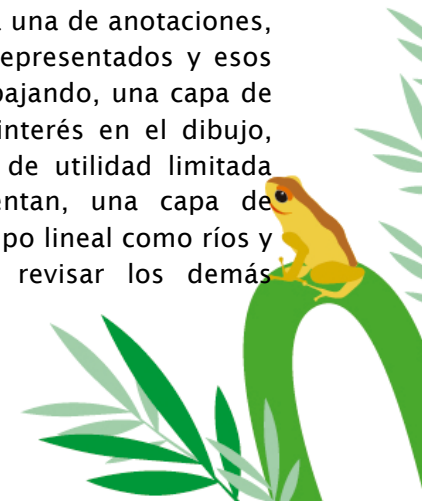 una de anotaciones,
epresentados y esos
bajando, una capa de
interés en el dibujo,
de utilidad limitada
entan, una capa de
po lineal como ríos y
revisar los demás